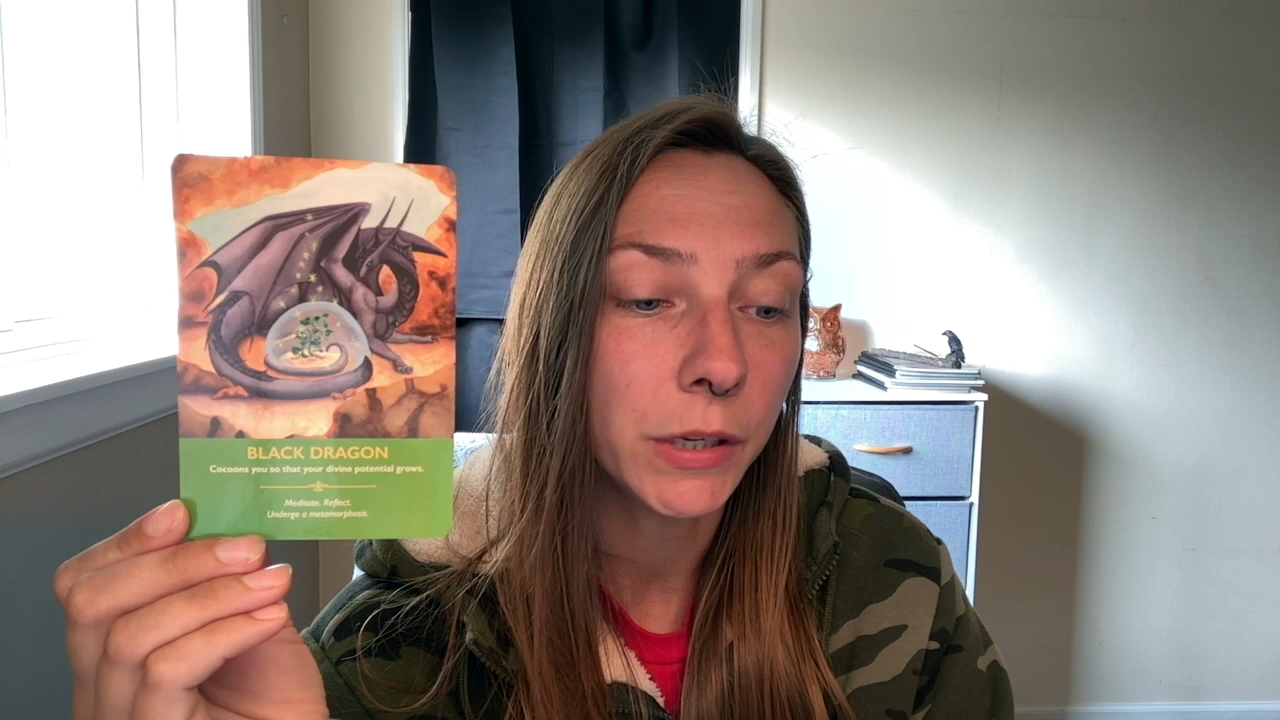 BLACK DRAGON
Cocoons you so that your divine potential grows.
Meditate. Reflect.
Undergo a metamorphosis.